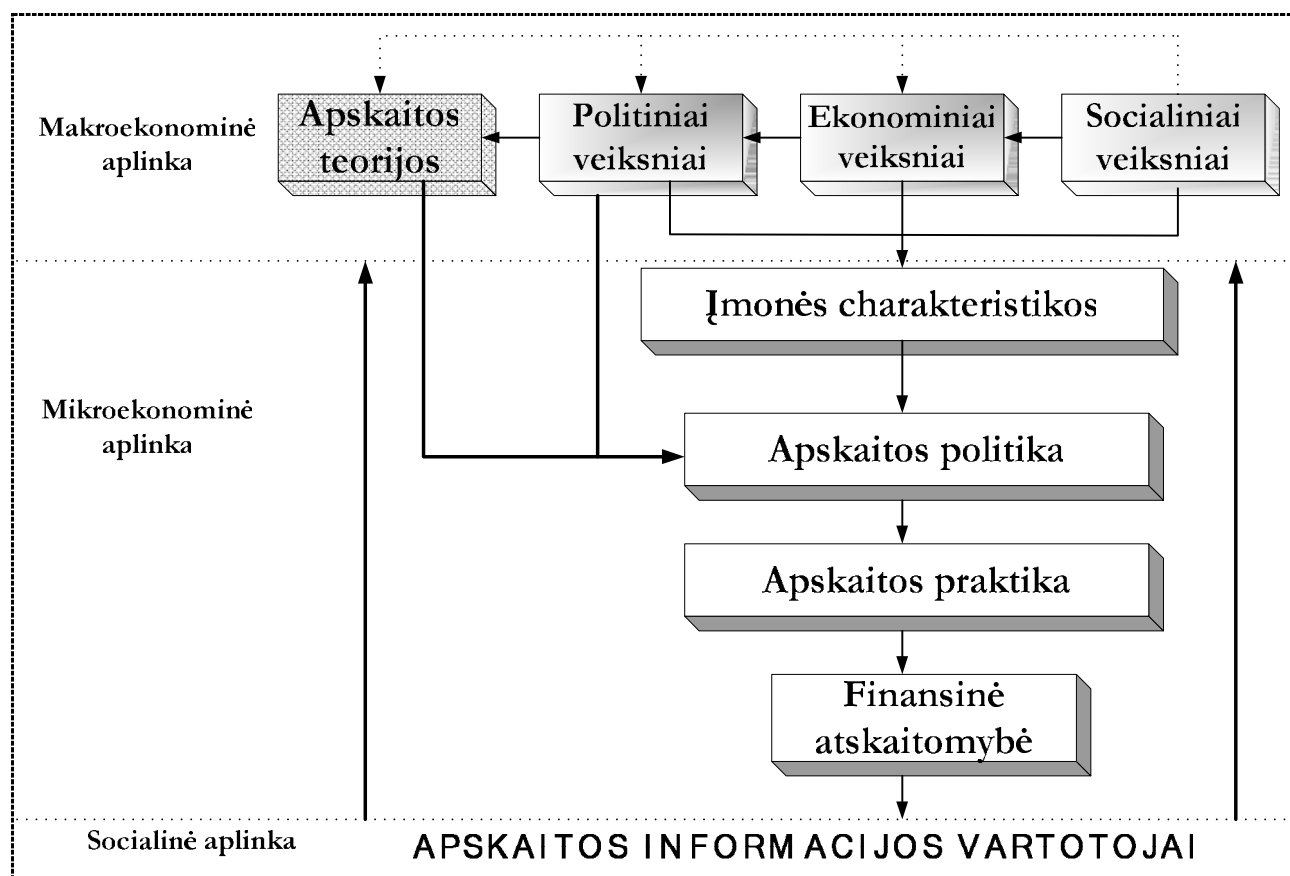 Makroekonominė
aplinka
Apskaitos
teorijos
Politiniai
veiksniai
Ekonominiai
veiksniai
Socialiniai
veiksniai
Įmonės charakteristikos
Mikroekonominė
aplinka
Apskaitos politika
Apskaitos praktika
Finansinė
atskaitomybė
Socialinė aplinka
APSKAITOS INFORMACIJOS VARTOTOJAI